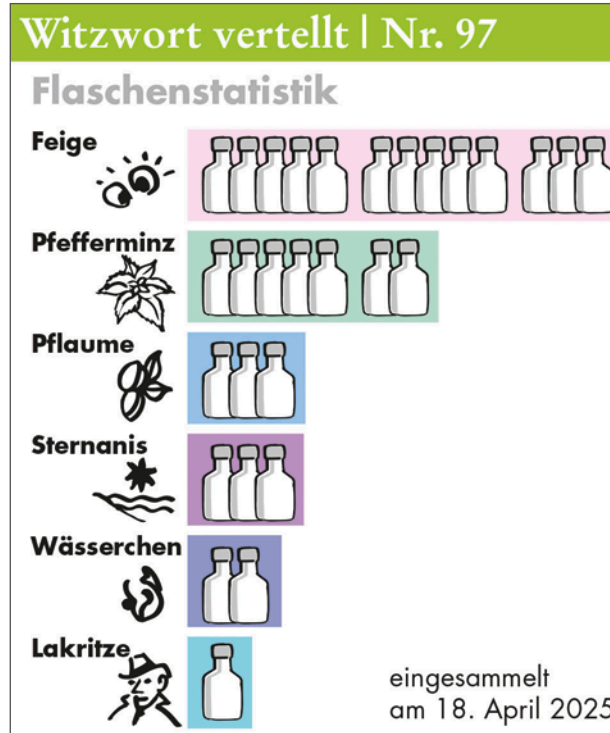 Witzwort vertellt | Nr. 97
Flaschenstatistik
Feige
Pfefferminz
Pflaume
Sternanis
Wässerchen
Lakritze
eingesammelt
am 18. April 2025